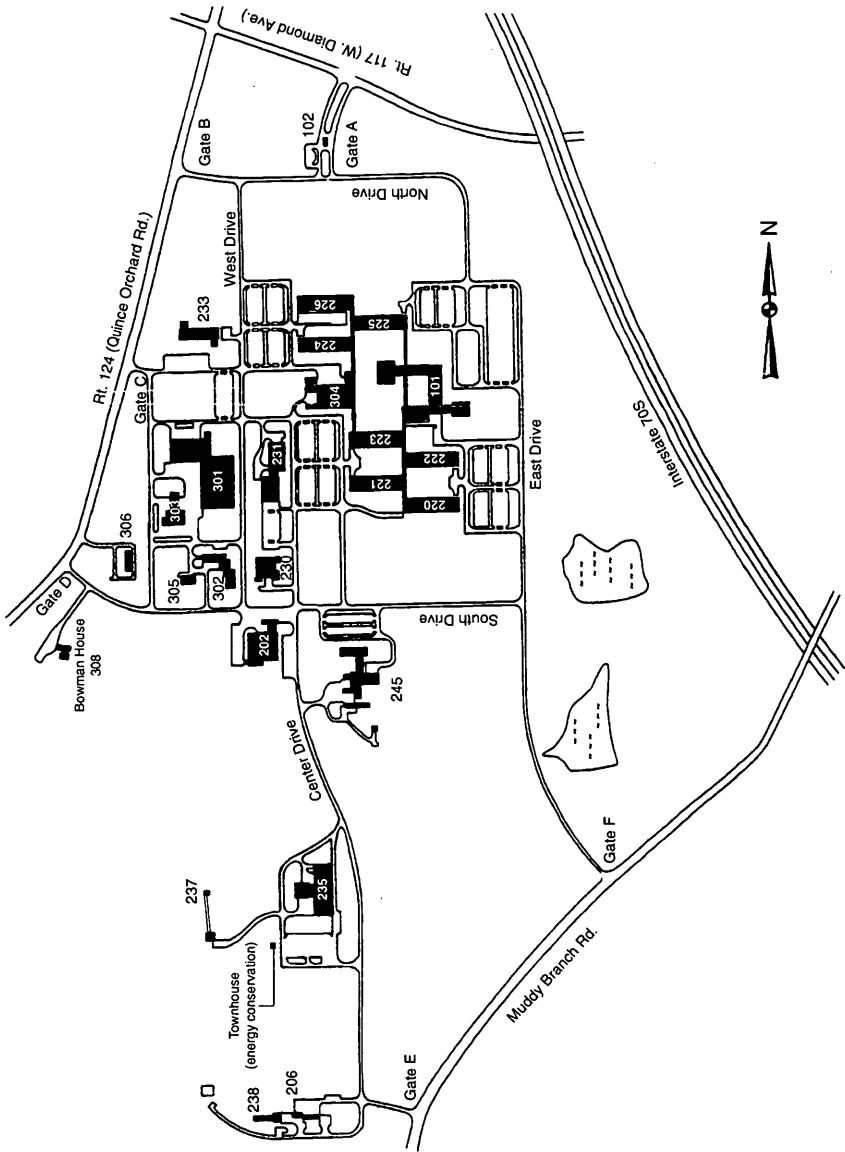 Rt. 117 (W. Diamond Ave.)
Gate B
102
Gate A
North Drive
Rt. 124 (Quince Orchard Rd.)
West Drive
N
233
226
225
224
Gate C
304
101
Interstate 70S
301
231
223
222
East Drive
303
221
220
306
305
302
230
Gate D
South Drive
202
Bowman House
308
245
Center Drive
237
235
Gate F
Townhouse
(energy conservation)
Muddy Branch Rd.
238
206
Gate E